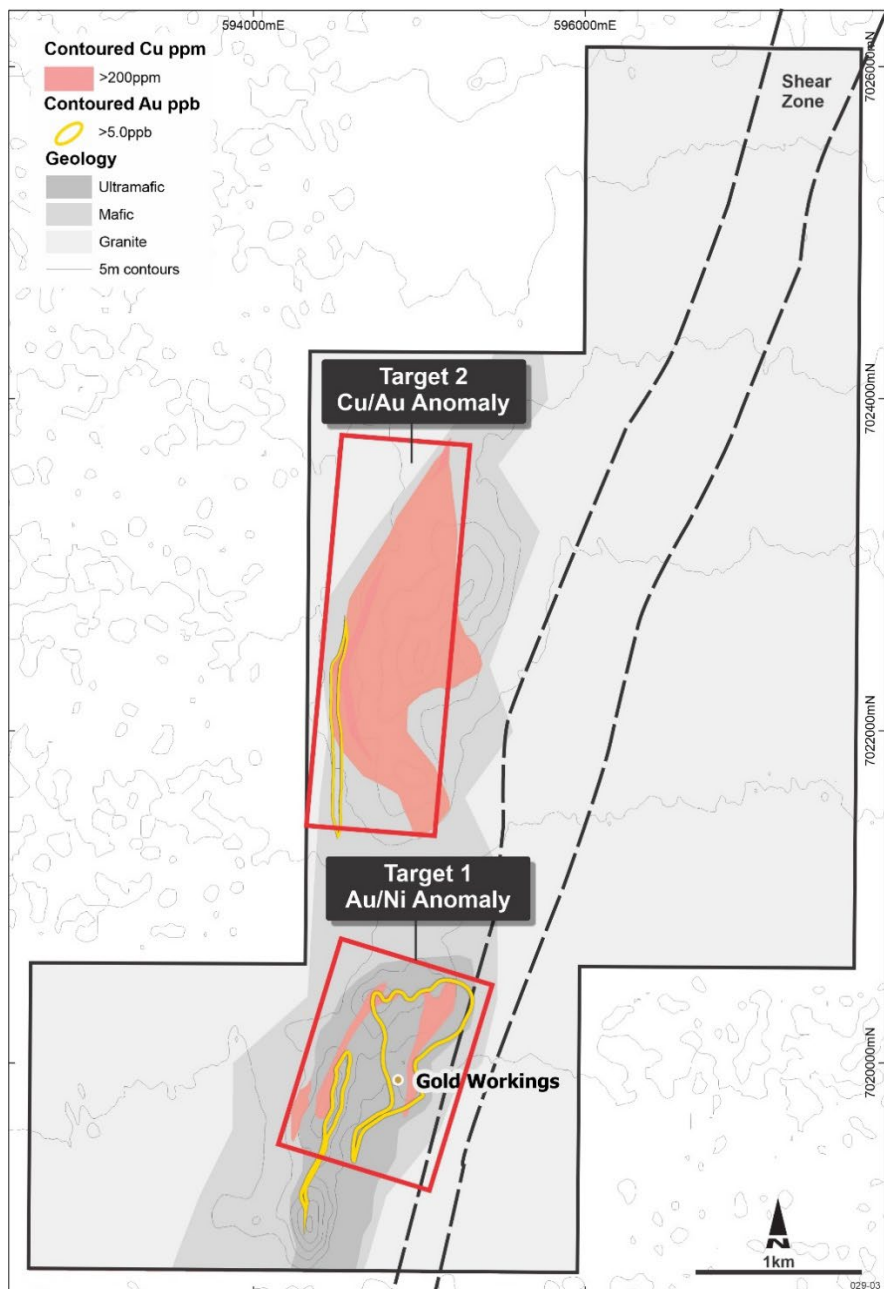 594000mE
596000mE
Contoured Cu ppm
>200ppm
Contoured Au ppb
>5.0ppb
Geology
Ultramafic
Mafic
Granite
5m contours
Shear
Zone
7026000mN
Target 2
Cu/Au Anomaly
7024000mN
7022000mN
Target 1
Au/Ni Anomaly
7020000mN
Gold Workings
N
1km
029-03